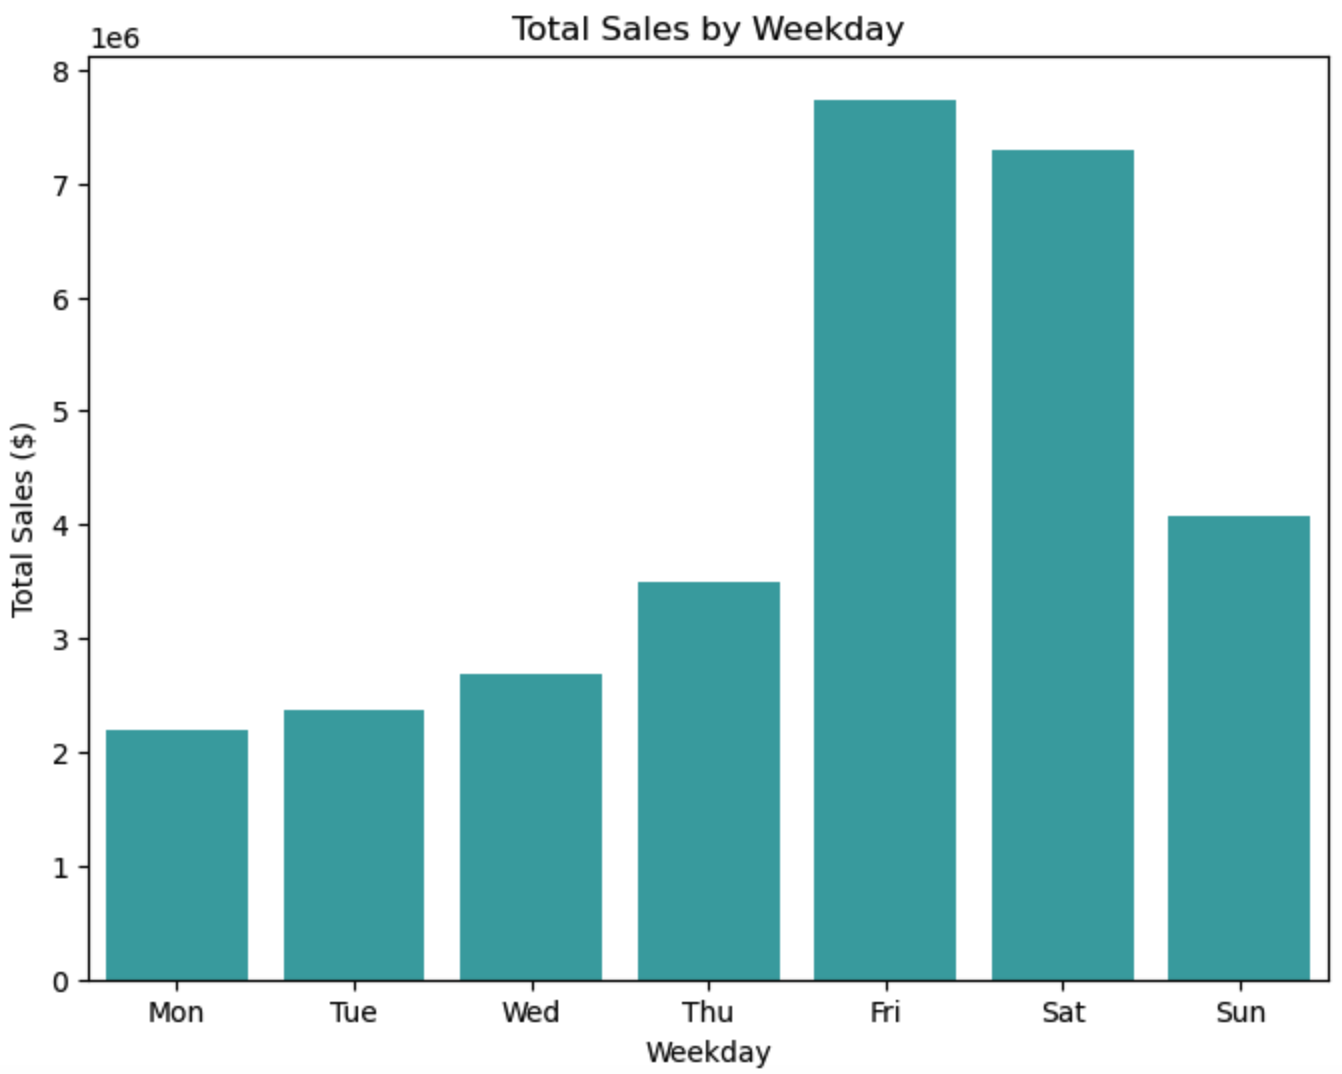 Total Sales by Weekday
1e6
8
7
6
5
4
3
2
1
0
Total Sales ($)
Mon Tue Wed Thu Fri Sat Sun
Weekday